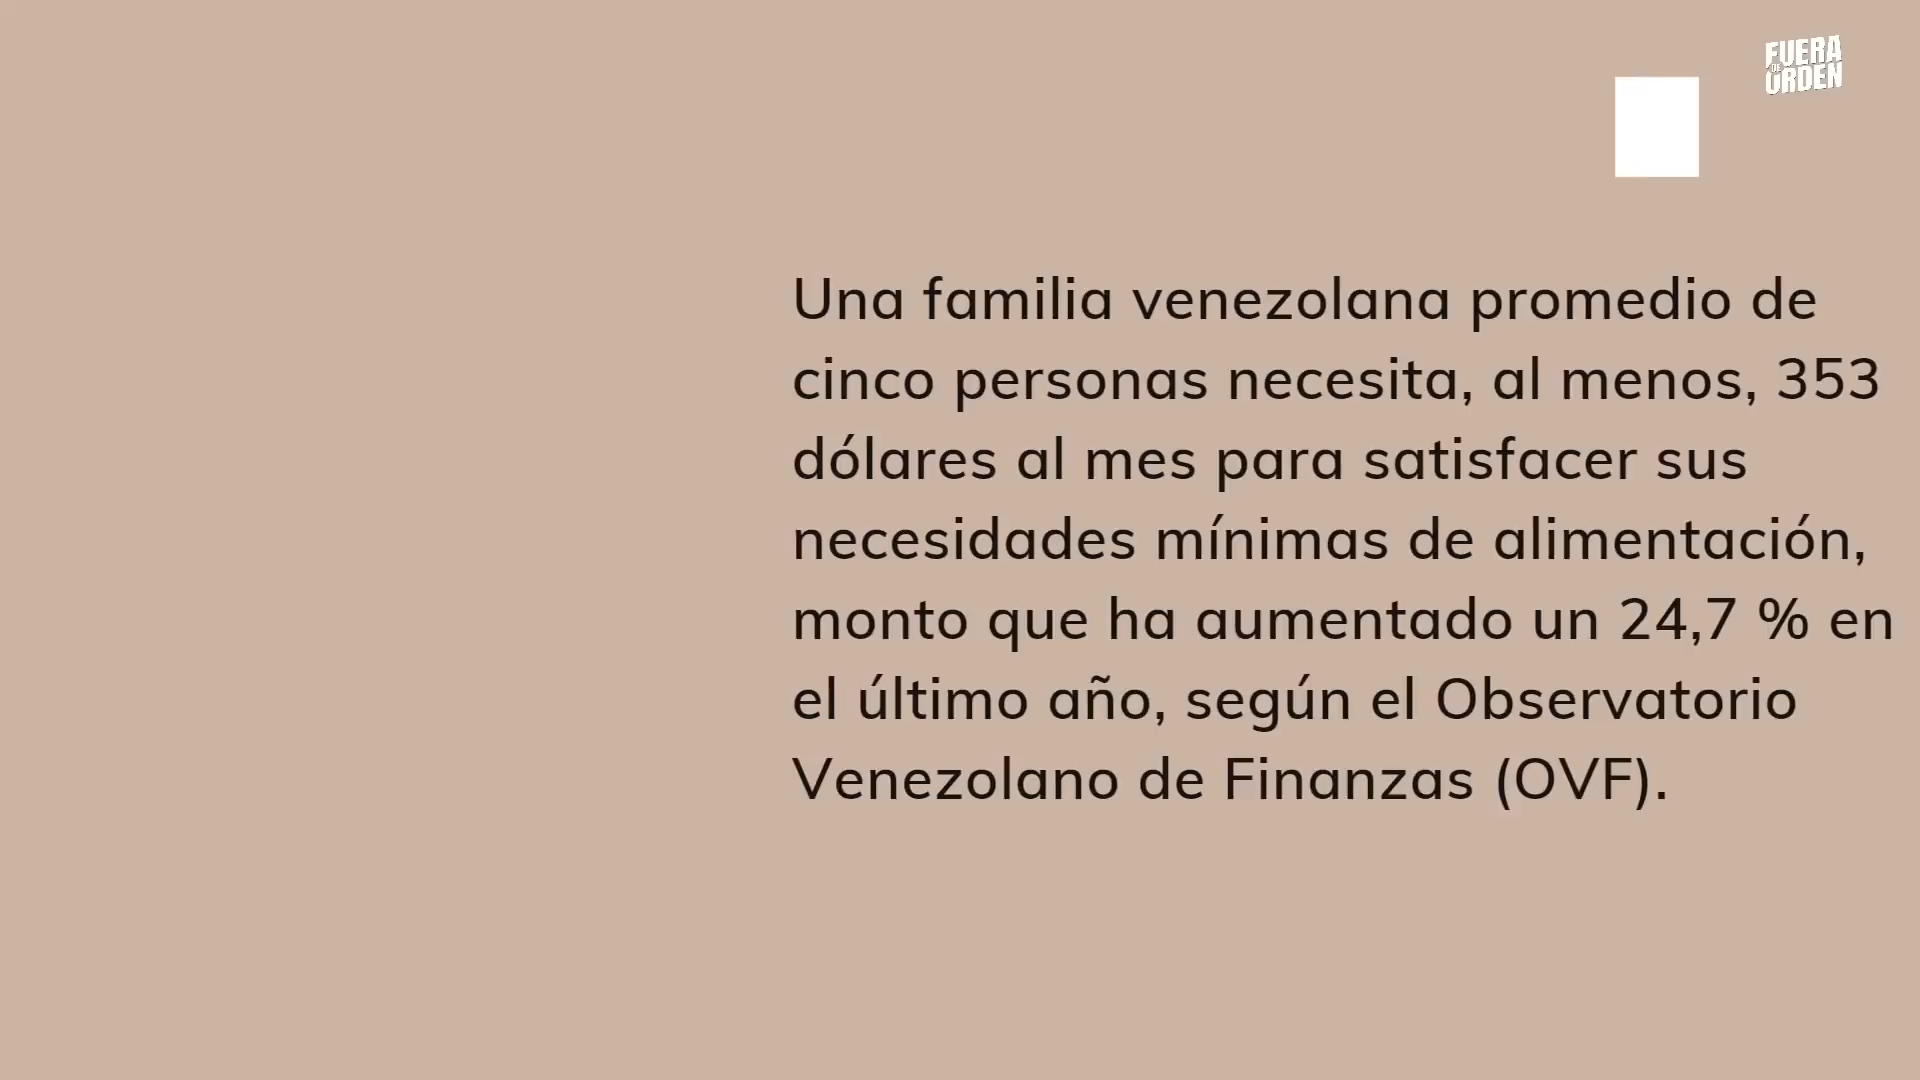 FUERA
DE
ORDEN
Una familia venezolana promedio de
cinco personas necesita, al menos, 353
dólares al mes para satisfacer sus
necesidades mínimas de alimentación,
monto que ha aumentado un 24,7 % en
el último año, según el Observatorio
Venezolano de Finanzas (OVF).